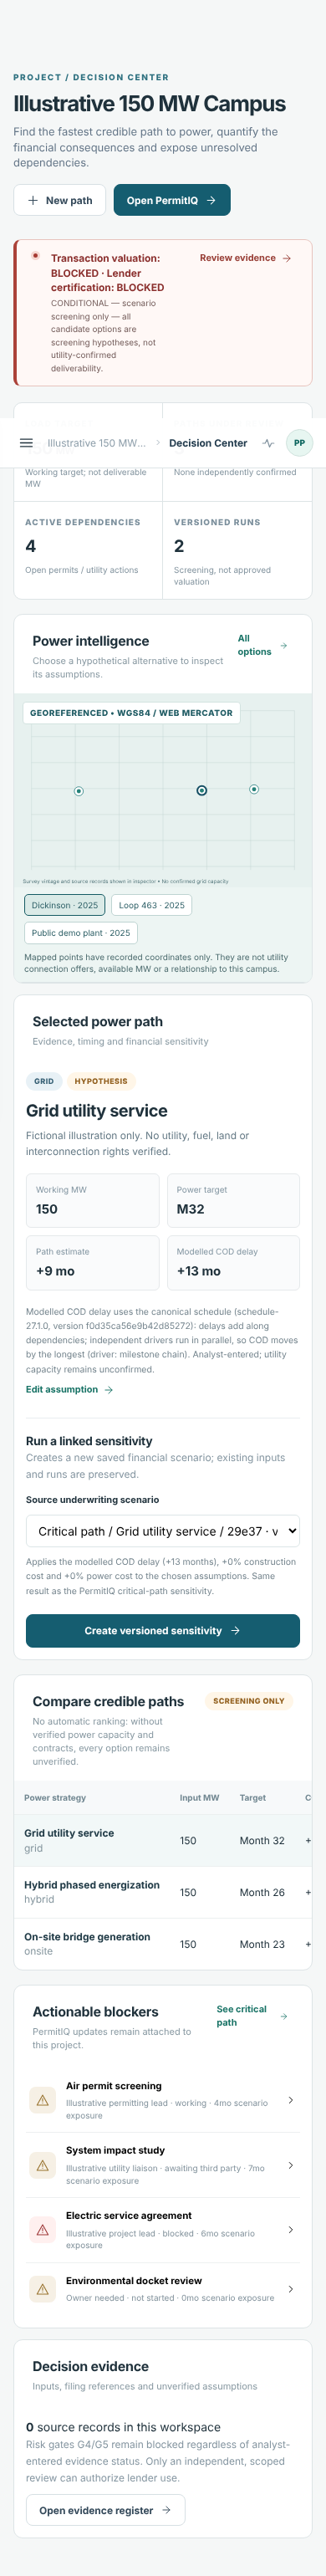 PROJECT / DECISION CENTER
Illustrative 150 MW Campus
Find the fastest credible path to power, quantify the
financial consequences and expose unresolved
dependencies.
New path
Open PermitIQ
Transaction valuation:
BLOCKED · Lender
certification: BLOCKED
Review evidence
CONDITIONAL — scenario
screening only — all
candidate options are
screening hypotheses, not
utility-confirmed
deliverability.
Illustrative 150 MW...
Decision Center
PP
Working target; not deliverable
MW
None independently confirmed
ACTIVE DEPENDENCIES
4
Open permits / utility actions
VERSIONED RUNS
2
Screening, not approved
valuation
Power intelligence
Choose a hypothetical alternative to inspect
its assumptions.
All
options
GEOREFERENCED • WGS84 / WEB MERCATOR
Survey vintage and source records shown in inspector • No confirmed grid capacity
Dickinson · 2025
Loop 463 · 2025
Public demo plant · 2025
Mapped points have recorded coordinates only. They are not utility
connection offers, available MW or a relationship to this campus.
Selected power path
Evidence, timing and financial sensitivity
GRID
HYPOTHESIS
Grid utility service
Fictional illustration only. No utility, fuel, land or
interconnection rights verified.
Working MW
150
Power target
M32
Path estimate
+9 mo
Modelled COD delay
+13 mo
Modelled COD delay uses the canonical schedule (schedule-
27.1.0, version f0d35ca56e9b42d85272): delays add along
dependencies; independent drivers run in parallel, so COD moves
by the longest (driver: milestone chain). Analyst-entered; utility
capacity remains unconfirmed.
Edit assumption
Run a linked sensitivity
Creates a new saved financial scenario; existing inputs
and runs are preserved.
Source underwriting scenario
Critical path / Grid utility service / 29e37 · v
Applies the modelled COD delay (+13 months), +0% construction
cost and +0% power cost to the chosen assumptions. Same
result as the PermitIQ critical-path sensitivity.
Create versioned sensitivity
Compare credible paths
SCREENING ONLY
No automatic ranking: without
verified power capacity and
contracts, every option remains
unverified.
Power strategy
Input MW
Target
Grid utility service
grid
150
Month 32
+
Hybrid phased energization
hybrid
150
Month 26
+
On-site bridge generation
onsite
150
Month 23
+
Actionable blockers
PermitIQ updates remain attached to
this project.
See critical
path
Air permit screening
Illustrative permitting lead · working · 4mo scenario
exposure
System impact study
Illustrative utility liaison · awaiting third party · 7mo
scenario exposure
Electric service agreement
Illustrative project lead · blocked · 6mo scenario
exposure
Environmental docket review
Owner needed · not started · 0mo scenario exposure
Decision evidence
Inputs, filing references and unverified assumptions
0 source records in this workspace
Risk gates G4/G5 remain blocked regardless of analyst-
entered evidence status. Only an independent, scoped
review can authorize lender use.
Open evidence register